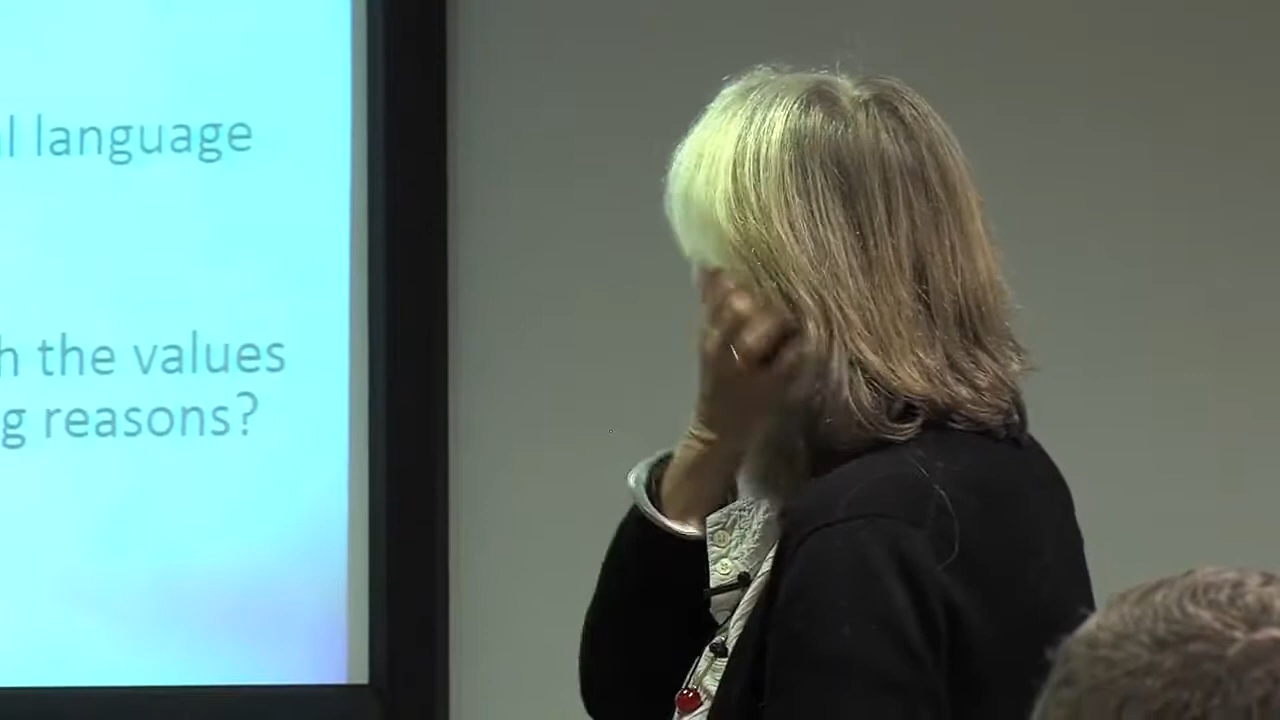 l language
h the values
g reasons?